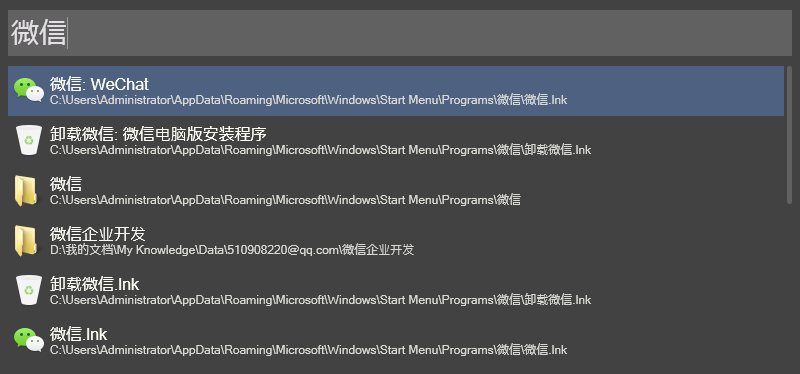 微信
微信: WeChat
C:\Users\Administrator\AppData\Roaming\Microsoft\Windows\Start Menu\Programs\微信\微信.lnk
卸载微信: 微信电脑版安装程序
C:\Users\Administrator\AppData\Roaming\Microsoft\Windows\Start Menu\Programs\微信\卸载微信.lnk
微信
C:\Users\Administrator\AppData\Roaming\Microsoft\Windows\Start Menu\Programs\微信
微信企业开发
D:\我的文档\My Knowledge\Data\510908220@qq.com\微信企业开发
卸载微信.lnk
C:\Users\Administrator\AppData\Roaming\Microsoft\Windows\Start Menu\Programs\微信\卸载微信.lnk
微信.lnk
C:\Users\Administrator\AppData\Roaming\Microsoft\Windows\Start Menu\Programs\微信\微信.lnk